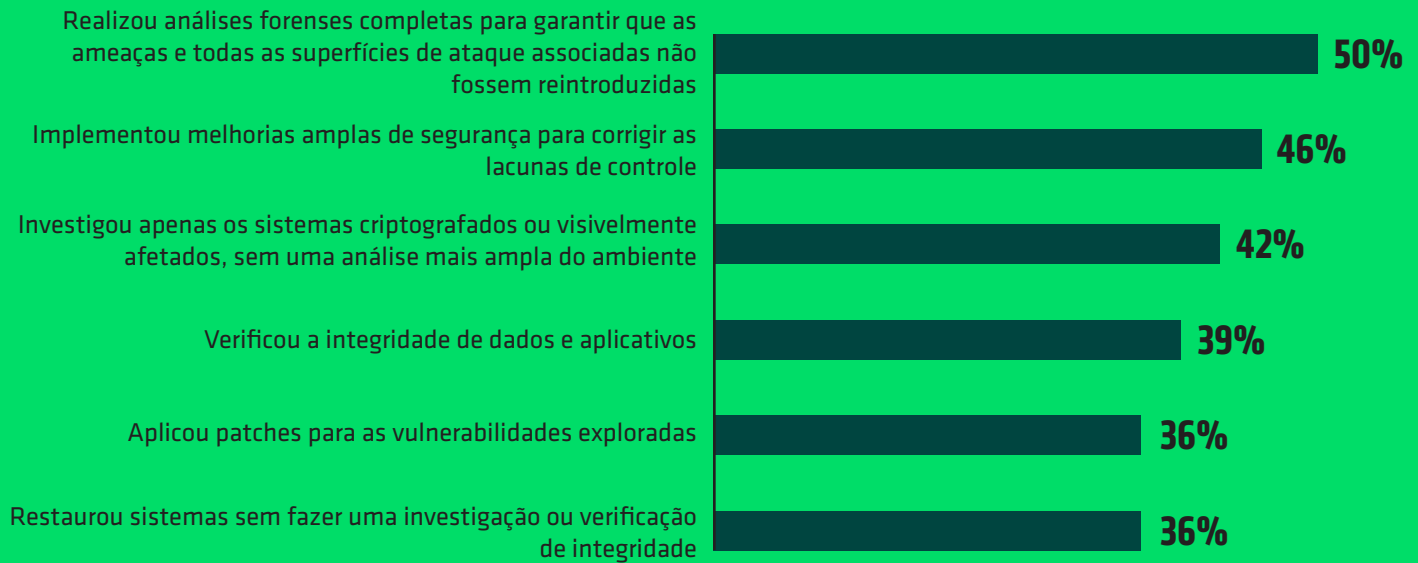 Realizou análises forenses completas para garantir que as
ameaças e todas as superfícies de ataque associadas não
fossem reintroduzidas
50%
Implementou melhorias amplas de segurança para corrigir as
lacunas de controle
46%
Investigou apenas os sistemas criptografados ou visivelmente
afetados, sem uma análise mais ampla do ambiente
42%
Verificou a integridade de dados e aplicativos
39%
Aplicou patches para as vulnerabilidades exploradas
36%
Restaurou sistemas sem fazer uma investigação ou verificação
de integridade
36%